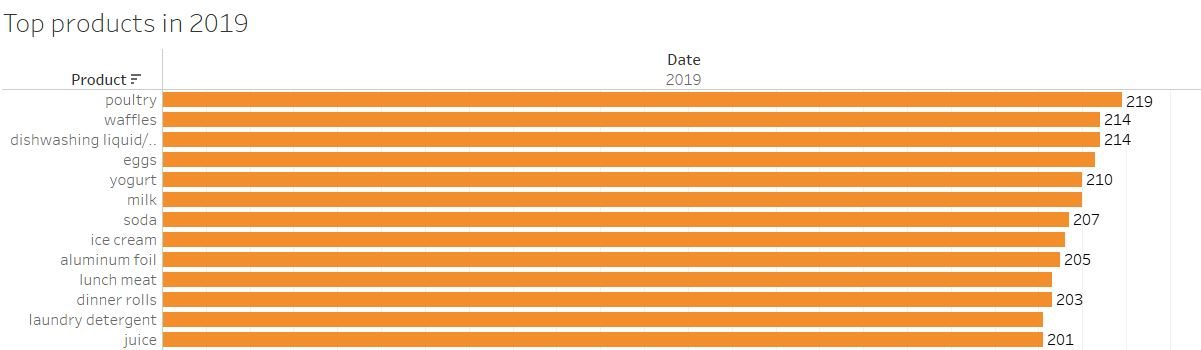 Top products in 2019
Date
Product
2019
poultry 219
waffles 214
dishwashing liquid/.. 214
eggs
yogurt 210
milk
soda 207
ice cream
aluminum foil 205
lunch meat
dinner rolls 203
laundry detergent
juice 201